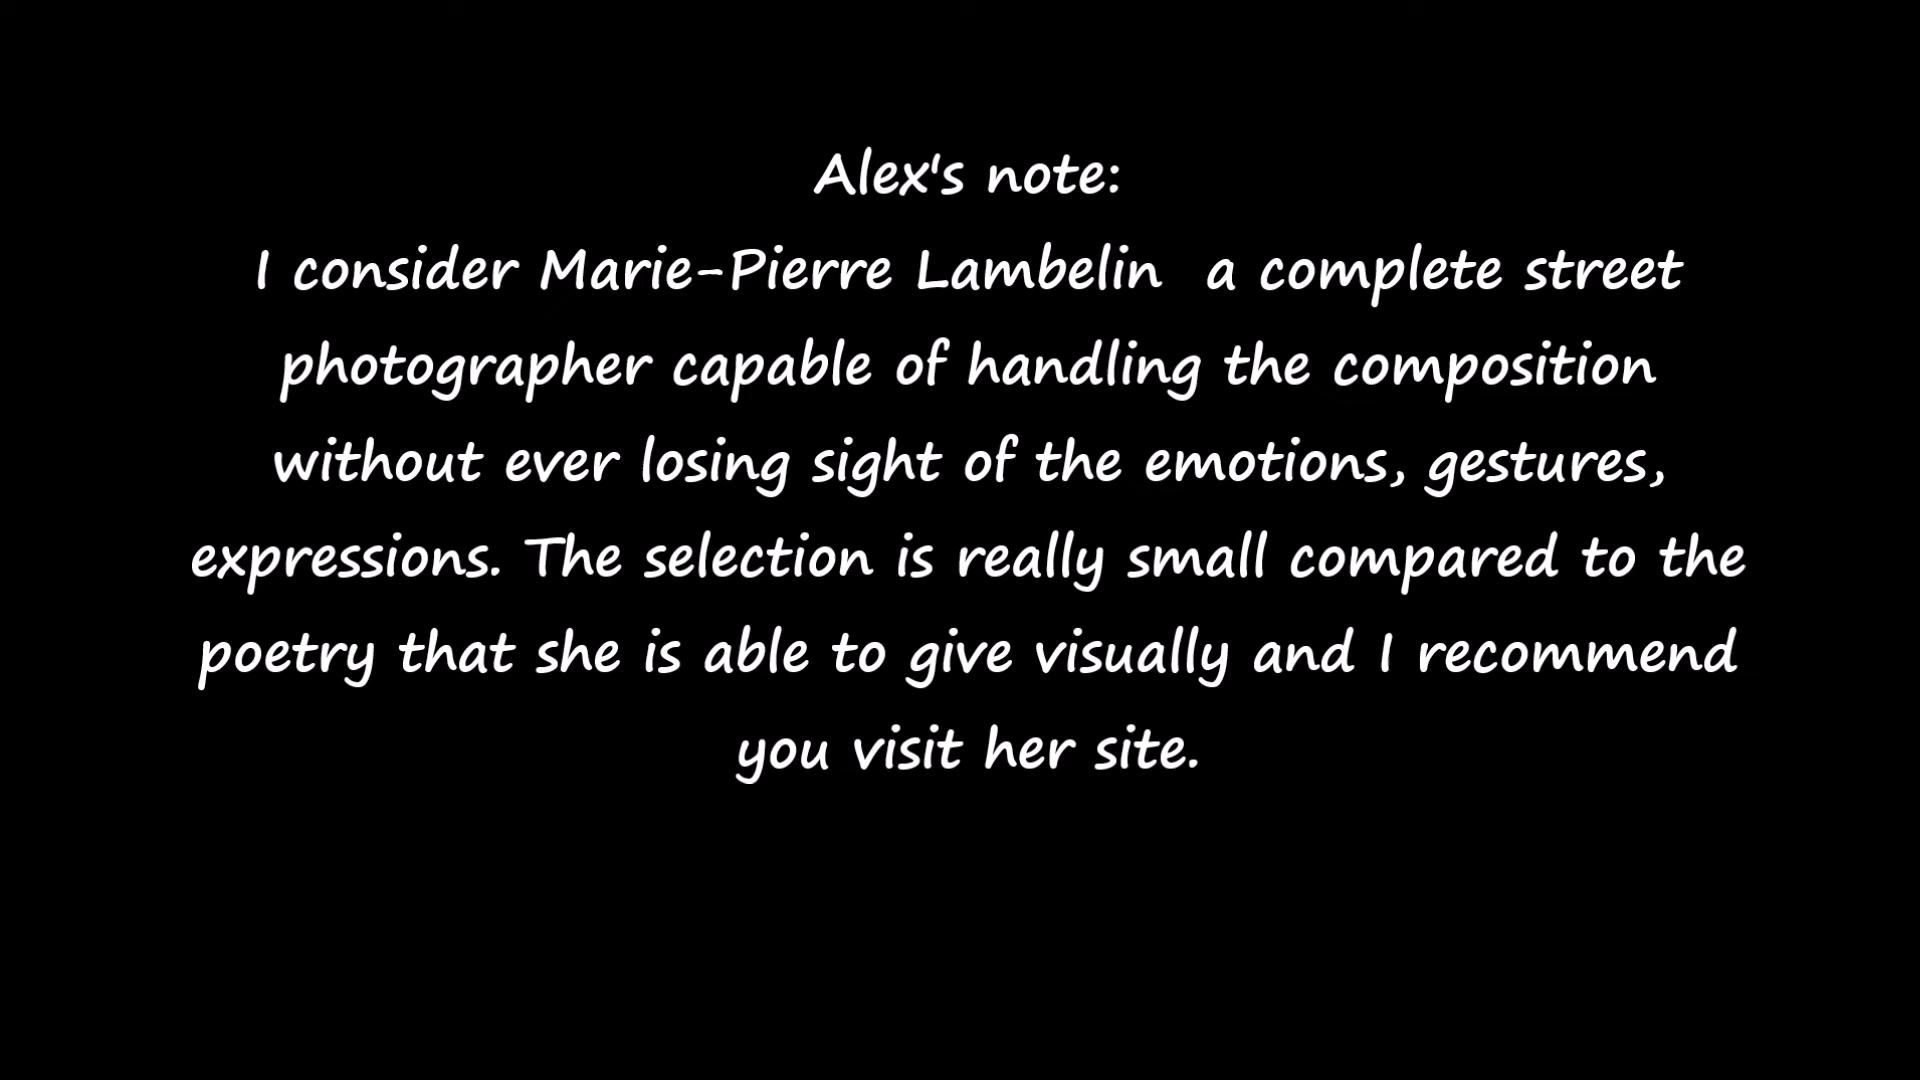 Alex's note:
I consider Marie-Pierre Lambelin  a complete street
photographer capable of handling the composition
without ever losing sight of the emotions, gestures,
expressions. The selection is really small compared to the
poetry that she is able to give visually and I recommend
you visit her site.